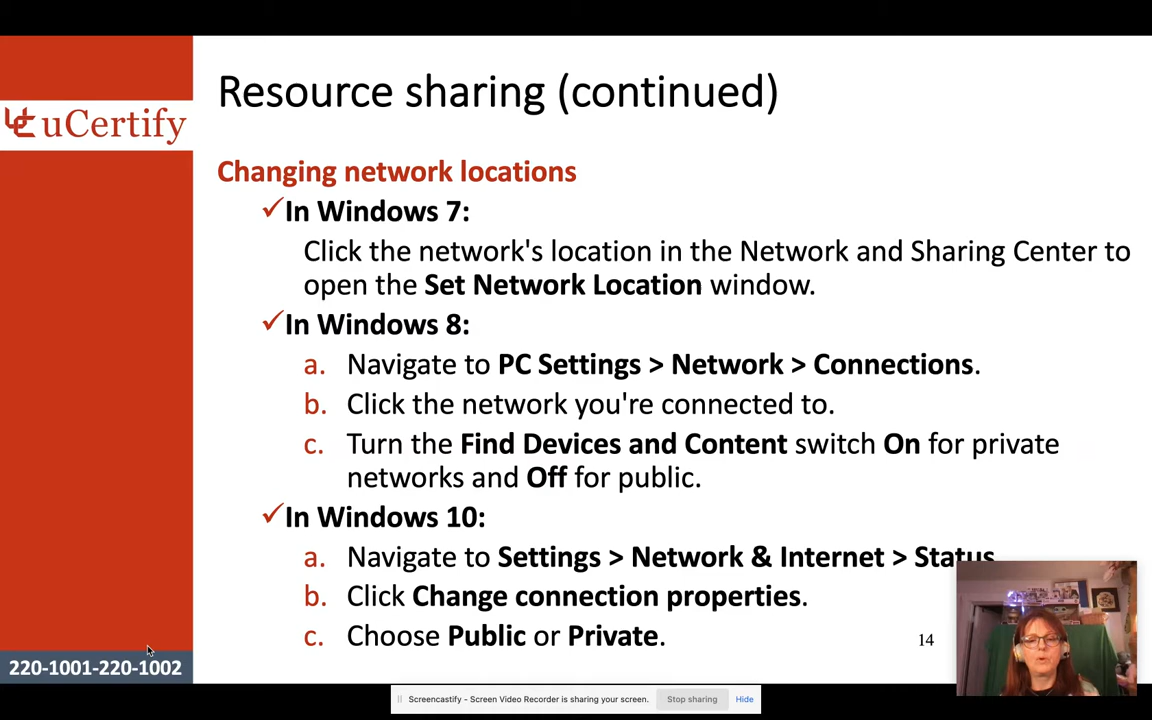 Resource sharing (continued)
uCertify
Changing network locations
✓In Windows 7:
Click the network's location in the Network and Sharing Center to
open the Set Network Location window.
✓In Windows 8:
a. Navigate to PC Settings > Network > Connections.
b. Click the network you're connected to.
c. Turn the Find Devices and Content switch On for private
networks and Off for public.
✓In Windows 10:
a. Navigate to Settings > Network & Internet > Status
b. Click Change connection properties.
c. Choose Public or Private.
14
220-1001-220-1002
Screencastify - Screen Video Recorder is sharing your screen.
Stop sharing
Hide